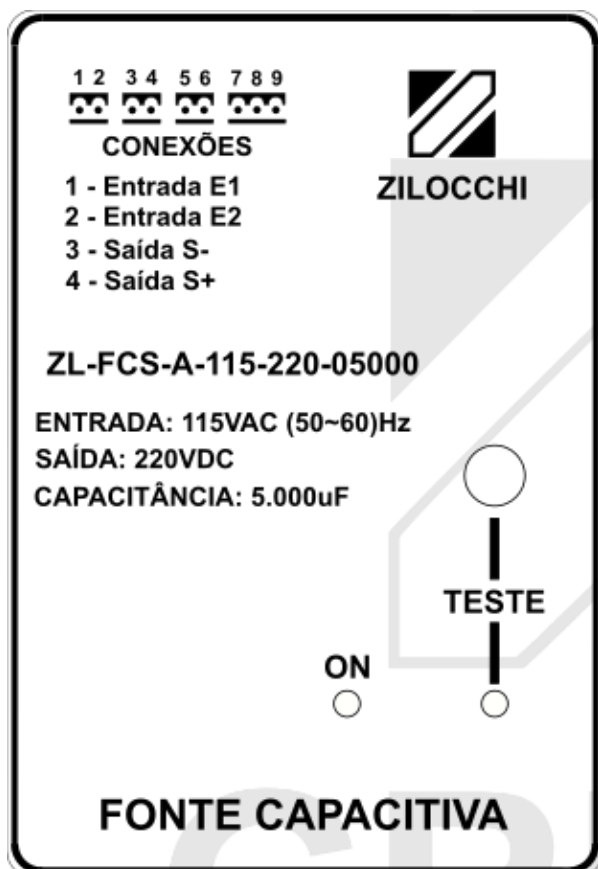 1 2 3 4 5 6 7 8 9
CONEXÕES
1 - Entrada E1
2 - Entrada E2
3 - Saída S-
4 - Saída S+
ZILOCCHI
ZL-FCS-A-115-220-05000
ENTRADA: 115VAC (50~60)Hz
SAÍDA: 220VDC
CAPACITÂNCIA: 5.000uF
TESTE
ON
FONTE CAPACITIVA